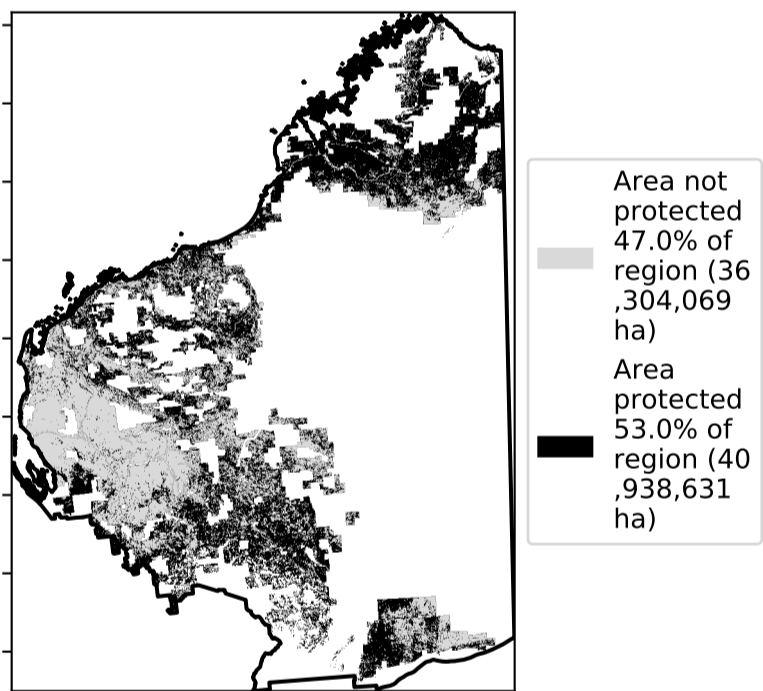 Area not
protected
47.0% of
region (36
,304,069
ha)
Area
protected
53.0% of
region (40
,938,631
ha)